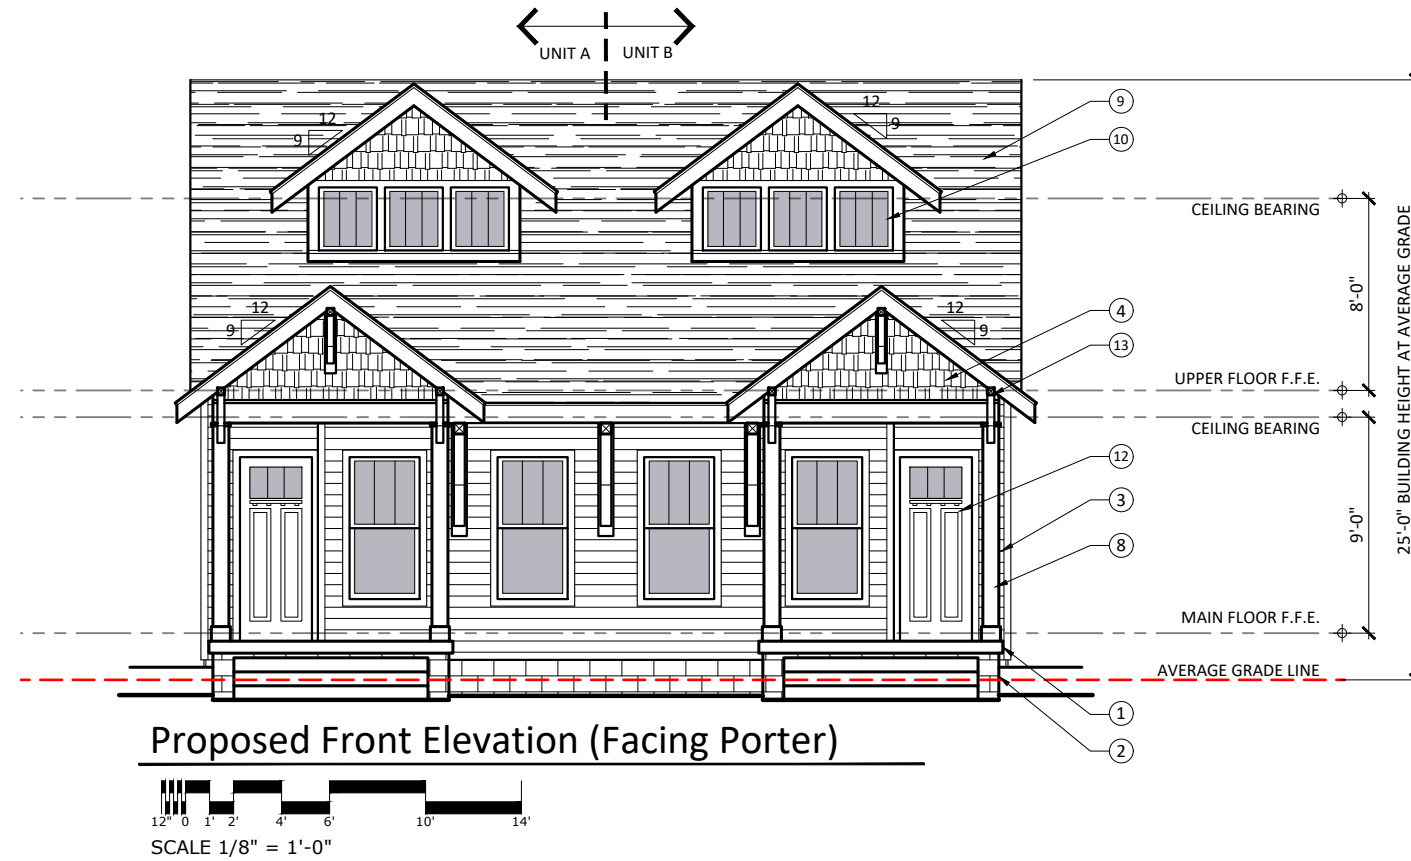 UNIT A UNIT B
12
9
12
9
9
10
CEILING BEARING
8'-0"
25'-0" BUILDING HEIGHT AT AVERAGE GRADE
12
9
12
9
4
13
UPPER FLOOR F.F.E.
CEILING BEARING
12
3
9'-0"
8
MAIN FLOOR F.F.E.
AVERAGE GRADE LINE
1
2
Proposed Front Elevation (Facing Porter)
12" 0 1' 2' 4' 6' 10' 14'
SCALE 1/8" = 1'-0"